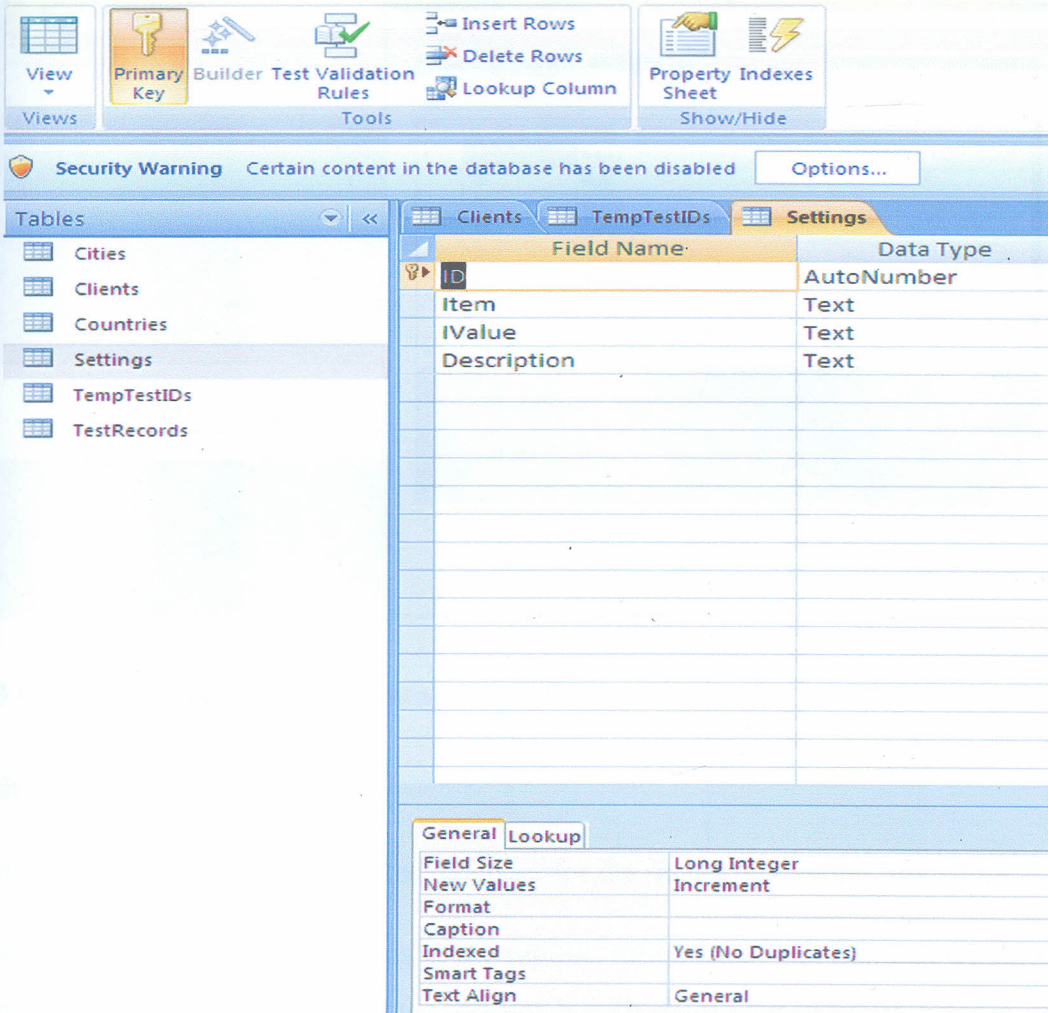 View
Views
Primary Key
Builder
Test Validation Rules
Insert Rows
Delete Rows
Lookup Column
Tools
Property Sheet
Indexes
Show/Hide
Security Warning Certain content in the database has been disabled Options...
Tables «
Cities
Clients
Countries
Settings
TempTestIDs
TestRecords
Clients TempTestIDs Settings
Field Name Data Type
ID AutoNumber
Item Text
IValue Text
Description Text
General Lookup
Field Size Long Integer
New Values Increment
Format
Caption
Indexed Yes (No Duplicates)
Smart Tags
Text Align General